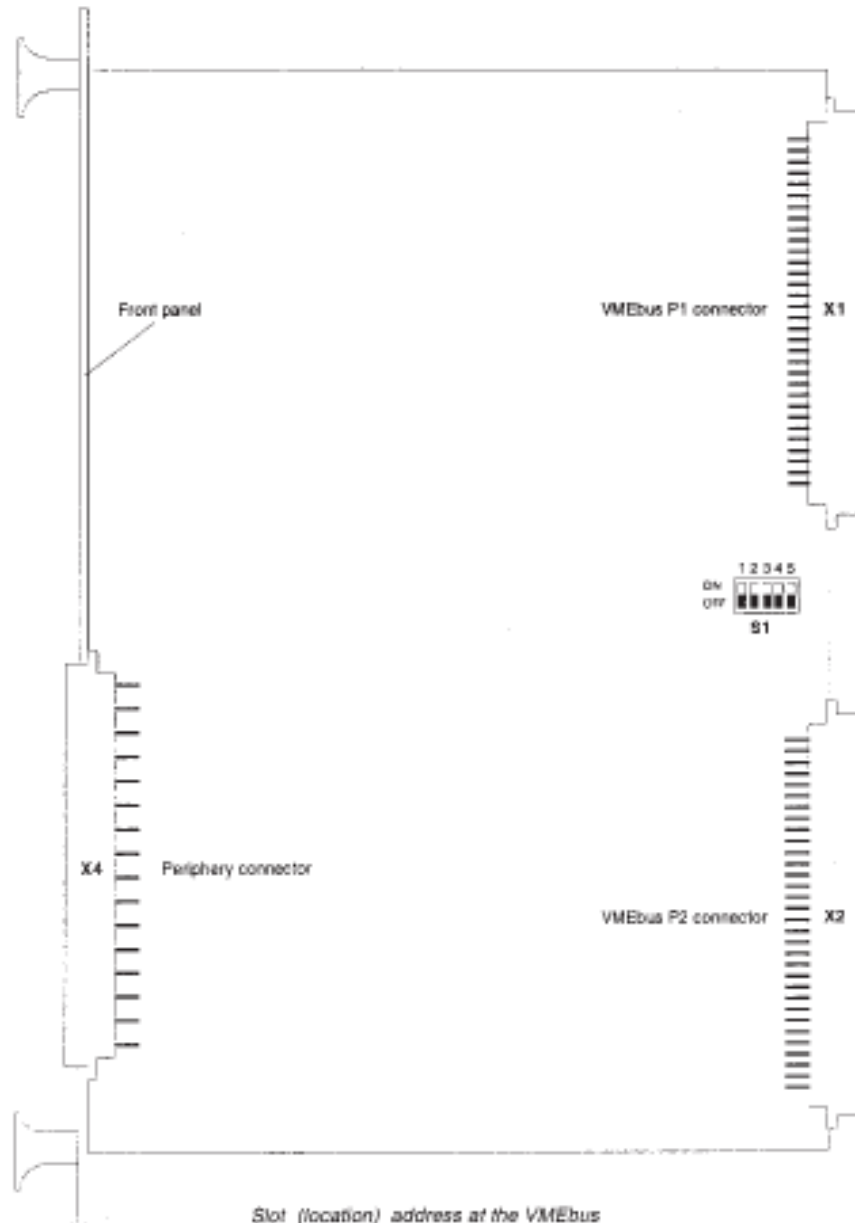 Front panel
VMEbus P1 connector
X1
1 2 3 4 5
ON
OFF
S1
X4
Periphery connector
VMEbus P2 connector
X2
Slot (location) address at the VMEbus